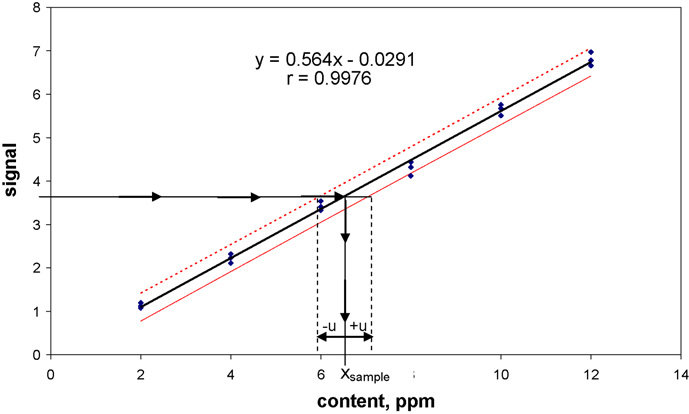 8
7
6
5
4
3
2
1
0
signal
y = 0.564x - 0.0291
r = 0.9976
-u +u
0 2 4 6 10 12 14
Xsample
content, ppm